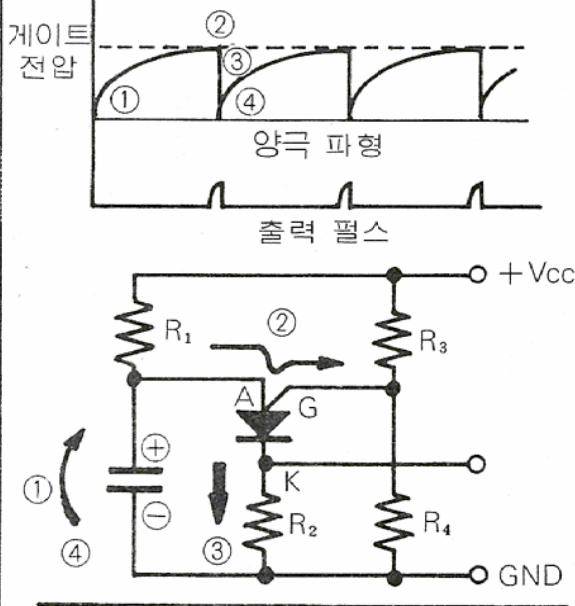 게이트
전압
②
③
①
④
양극 파형
출력 펄스
+Vcc
R₁
②
R₃
A
G
⊕
①
K
⊖
R₂
R₄
④
③
GND